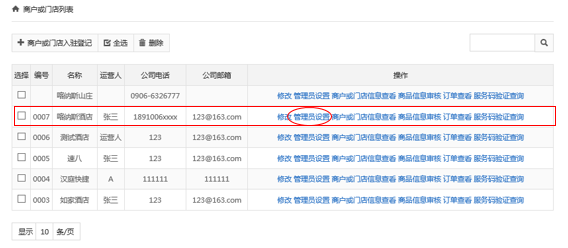 商户或门店列表
商户或门店入驻登记 全选 删除
选择 编号 名称 运营人 公司电话 公司邮箱 操作
喀纳斯山庄 0906-6326777 修改 管理员设置 商户或门店信息查看 商品信息审核 订单查看 服务码验证查询
0007 喀纳斯酒店 张三 1891006xxxx 123@163.com 修改 管理员设置 商户或门店信息查看 商品信息审核 订单查看 服务码验证查询
0006 测试酒店 运营人 123 123@163.com 修改 管理员设置 商户或门店信息查看 商品信息审核 订单查看 服务码验证查询
0005 速八 张三 123 123@163.com 修改 管理员设置 商户或门店信息查看 商品信息审核 订单查看 服务码验证查询
0004 汉庭快捷 A 111111 111111 修改 管理员设置 商户或门店信息查看 商品信息审核 订单查看 服务码验证查询
0003 如家酒店 张三 123 123@163.com 修改 管理员设置 商户或门店信息查看 商品信息审核 订单查看 服务码验证查询
显示 10 条/页